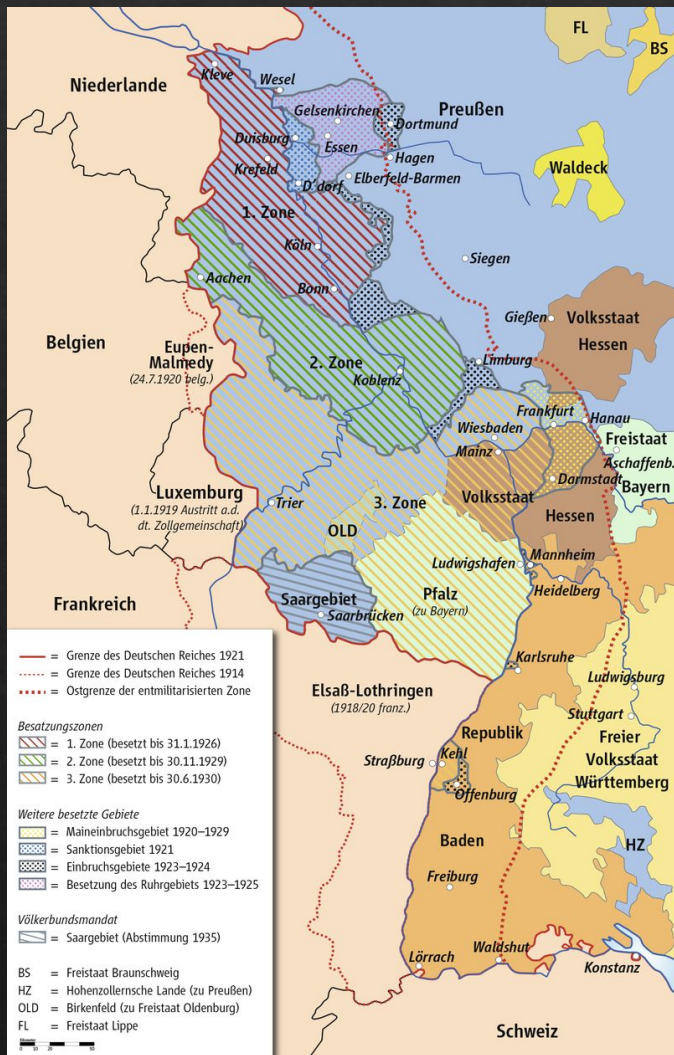 FL
BS
Niederlande
Kleve
Wesel
Preußen
Gelsenkirchen
Dortmund
Duisburg
Essen
Hagen
Krefeld
Elberfeld-Barmen
D'dorf
Waldeck
1. Zone
Köln
Siegen
Aachen
Bonn
Gießen
Volksstaat
Hessen
Belgien
Eupen-
Malmedy
(24.7.1920 belg.)
2. Zone
Koblenz
Limburg
Frankfurt
Hanau
Wiesbaden
Mainz
Freistaat
Aschaffenb.
Bayern
Darmstadt
Luxemburg
(1.1.1919 Austritt a.d.
dt. Zollgemeinschaft)
Trier
3. Zone
Volksstaat
Hessen
OLD
Ludwigshafen
Mannheim
Heidelberg
Pfalz
(zu Bayern)
Frankreich
Saargebiet
Saarbrücken
Karlsruhe
Elsaß-Lothringen
(1918/20 franz.)
Ludwigsburg
Stuttgart
Republik
Freier
Volksstaat
Württemberg
Straßburg
Kehl
Offenburg
HZ
Baden
Freiburg
Lörrach
Waldshut
Konstanz
Schweiz
= Grenze des Deutschen Reiches 1921
= Grenze des Deutschen Reiches 1914
= Ostgrenze der entmilitarisierten Zone
Besatzungszonen
= 1. Zone (besetzt bis 31.1.1926)
= 2. Zone (besetzt bis 30.11.1929)
= 3. Zone (besetzt bis 30.6.1930)
Weitere besetzte Gebiete
= Maineinbruchsgebiet 1920–1929
= Sanktionsgebiet 1921
= Einbruchsgebiete 1923–1924
= Besetzung des Ruhrgebiets 1923–1925
Völkerbundsmandat
= Saargebiet (Abstimmung 1935)
BS = Freistaat Braunschweig
HZ = Hohenzollernsche Lande (zu Preußen)
OLD = Birkenfeld (zu Freistaat Oldenburg)
FL = Freistaat Lippe